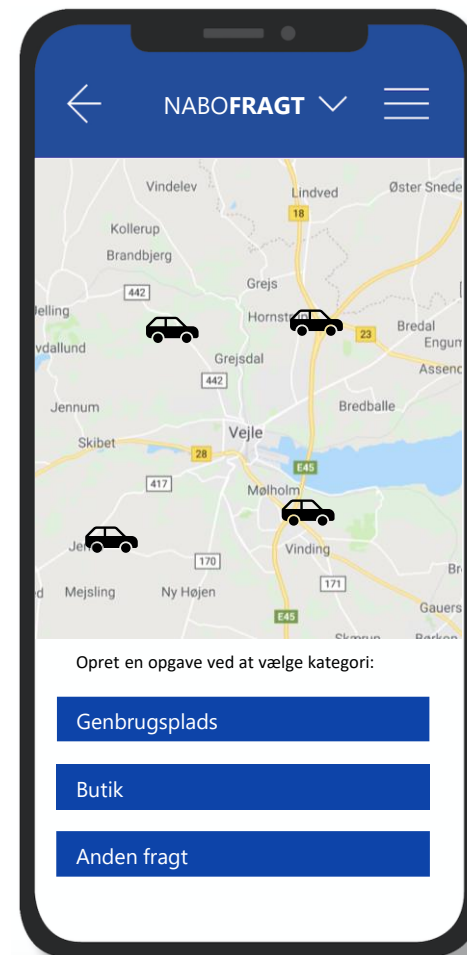 NABOFRAGT
Vindelev
Lindved
Øster Snede
18
Kollerup
Brandbjerg
Grejs
442
Jelling
Hornst
23
Bredal
Engum
Grejsdal
442
Jennum
Bredballe
Vejle
Skibet
28
E45
417
Mølholm
Vinding
170
171
Mejsling
Ny Højen
E45
Gauers
Opret en opgave ved at vælge kategori:
Genbrugsplads
Butik
Anden fragt